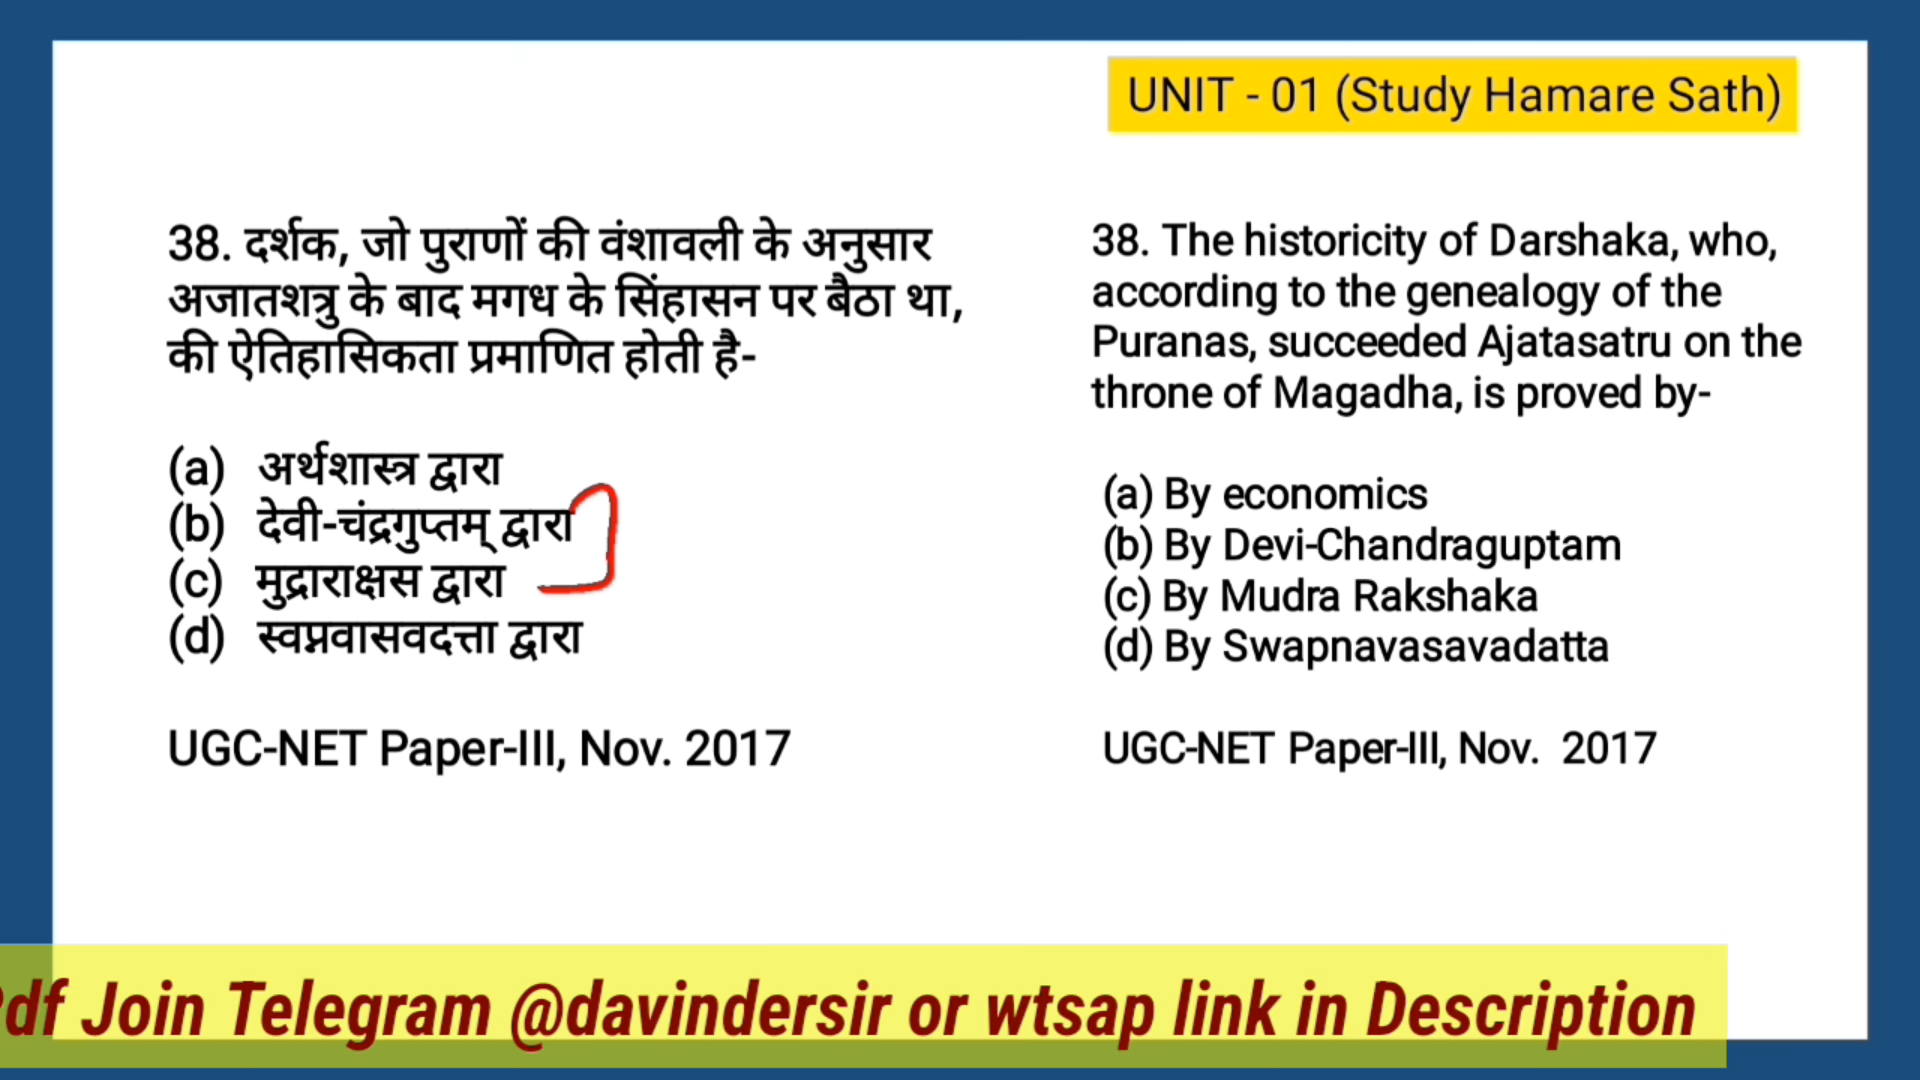 UNIT - 01 (Study Hamare Sath)
38. दर्शक, जो पुराणों की वंशावली के अनुसार
अजातशत्रु के बाद मगध के सिंहासन पर बैठा था,
की ऐतिहासिकता प्रमाणित होती है-
(a) अर्थशास्त्र द्वारा
(b) देवी-चंद्रगुप्तम् द्वारा
(c) मुद्राराक्षस द्वारा
(d) स्वप्नवासवदत्ता द्वारा
UGC-NET Paper-III, Nov. 2017
38. The historicity of Darshaka, who,
according to the genealogy of the
Puranas, succeeded Ajatasatru on the
throne of Magadha, is proved by-
(a) By economics
(b) By Devi-Chandraguptam
(c) By Mudra Rakshaka
(d) By Swapnavasavadatta
UGC-NET Paper-III, Nov. 2017
df Join Telegram @davindersir or wtsap link in Description